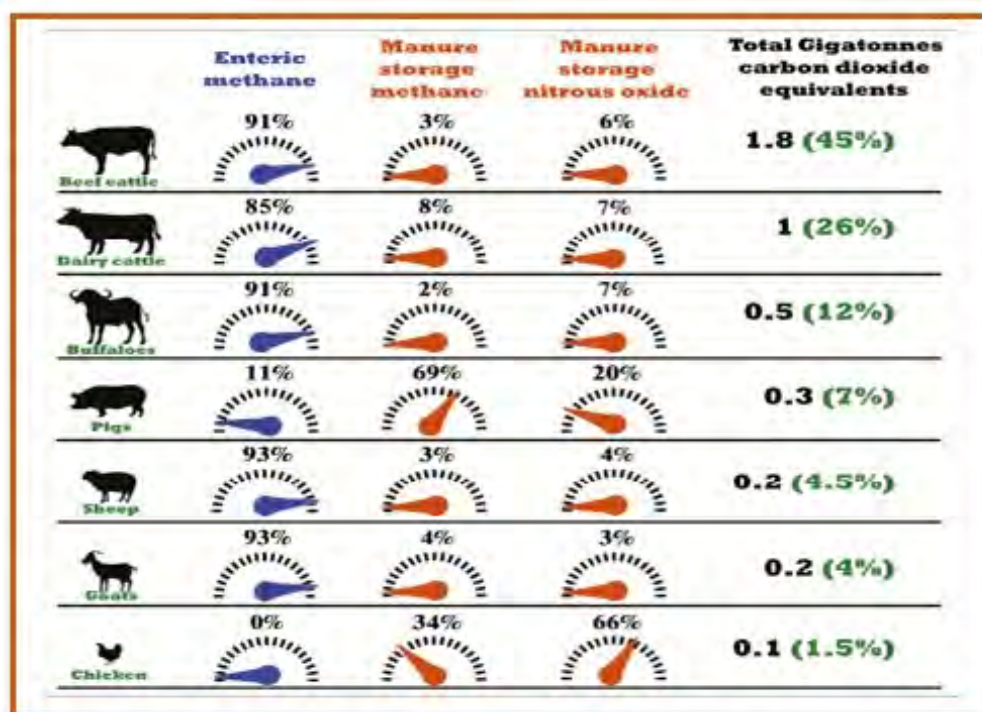 Enteric
methane
Manure
storage
methane
Manure
storage
nitrous oxide
Total Gigatonnes
carbon dioxide
equivalents
91% 3% 6%
1.8 (45%)
Beef cattle
85% 8% 7%
1 (26%)
Dairy cattle
91% 2% 7%
0.5 (12%)
Buffaloes
11% 69% 20%
0.3 (7%)
Pigs
93% 3% 4%
0.2 (4.5%)
Sheep
93% 4% 3%
0.2 (4%)
Goats
0% 34% 66%
0.1 (1.5%)
Chicken